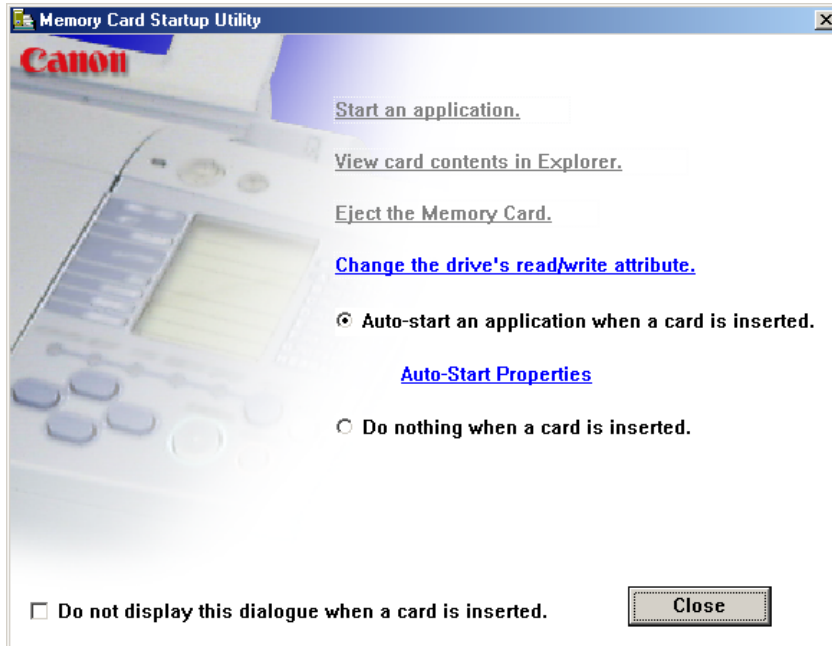 Memory Card Startup Utility
Canon
Start an application.
View card contents in Explorer.
Eject the Memory Card.
Change the drive's read/write attribute.
Auto-start an application when a card is inserted.
Auto-Start Properties
Do nothing when a card is inserted.
Do not display this dialogue when a card is inserted.
Close